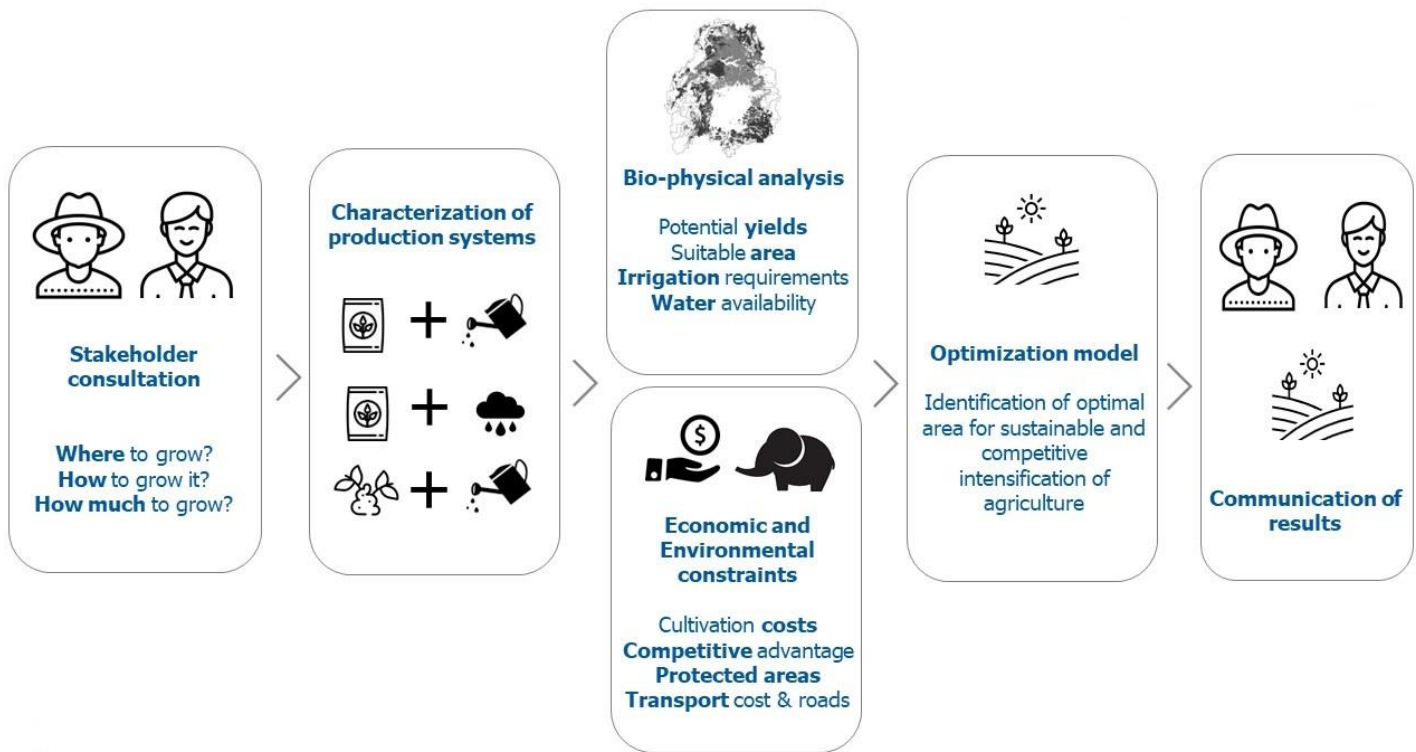 Stakeholder
consultation
Where to grow?
How to grow it?
How much to grow?
Characterization of
production systems
Bio-physical analysis
Potential yields
Suitable area
Irrigation requirements
Water availability
Economic and
Environmental
constraints
Cultivation costs
Competitive advantage
Protected areas
Transport cost & roads
Optimization model
Identification of optimal
area for sustainable and
competitive
intensification of
agriculture
Communication of
results